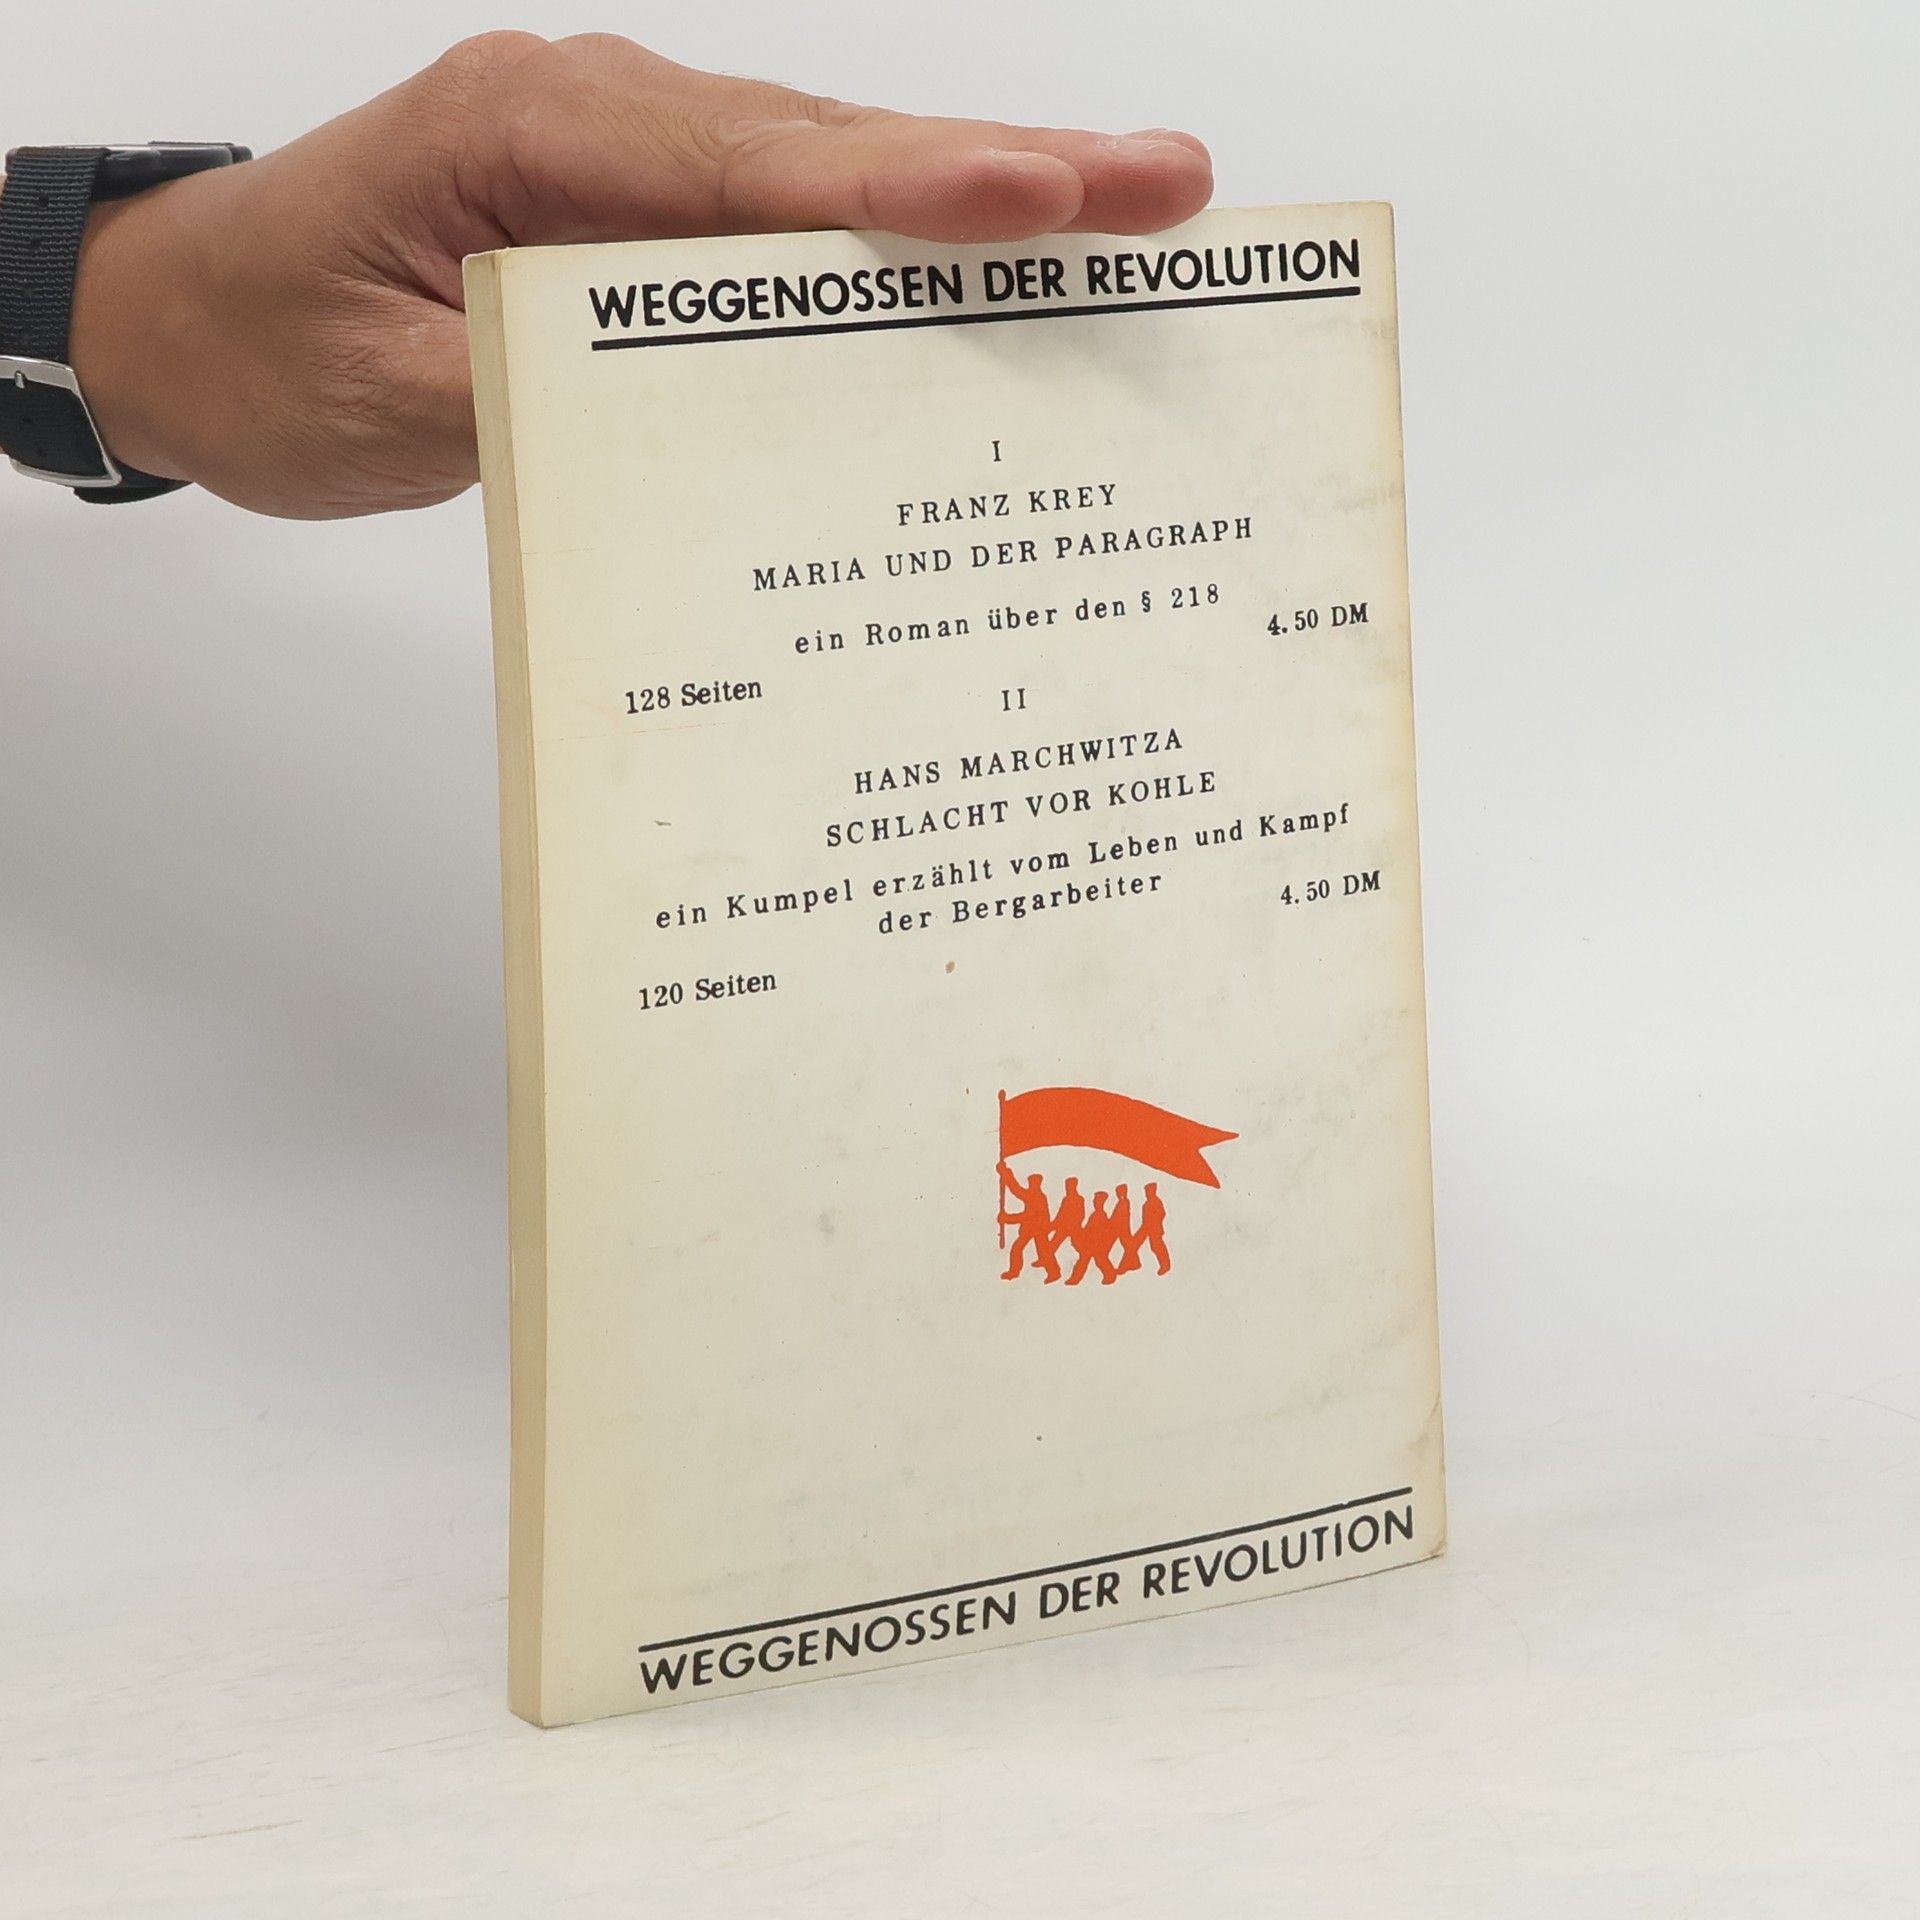 WEGGENOSSEN DER REVOLUTION
I
FRANZ KREY
MARIA UND DER PARAGRAPH
ein Roman über den § 218
4.50 DM
128 Seiten
II
HANS MARCHWITZA
SCHLACHT VOR KOHLE
ein Kumpel erzählt vom Leben und Kampf
der Bergarbeiter
4.50 DM
120 Seiten
WEGGENOSSEN DER REVOLUTION